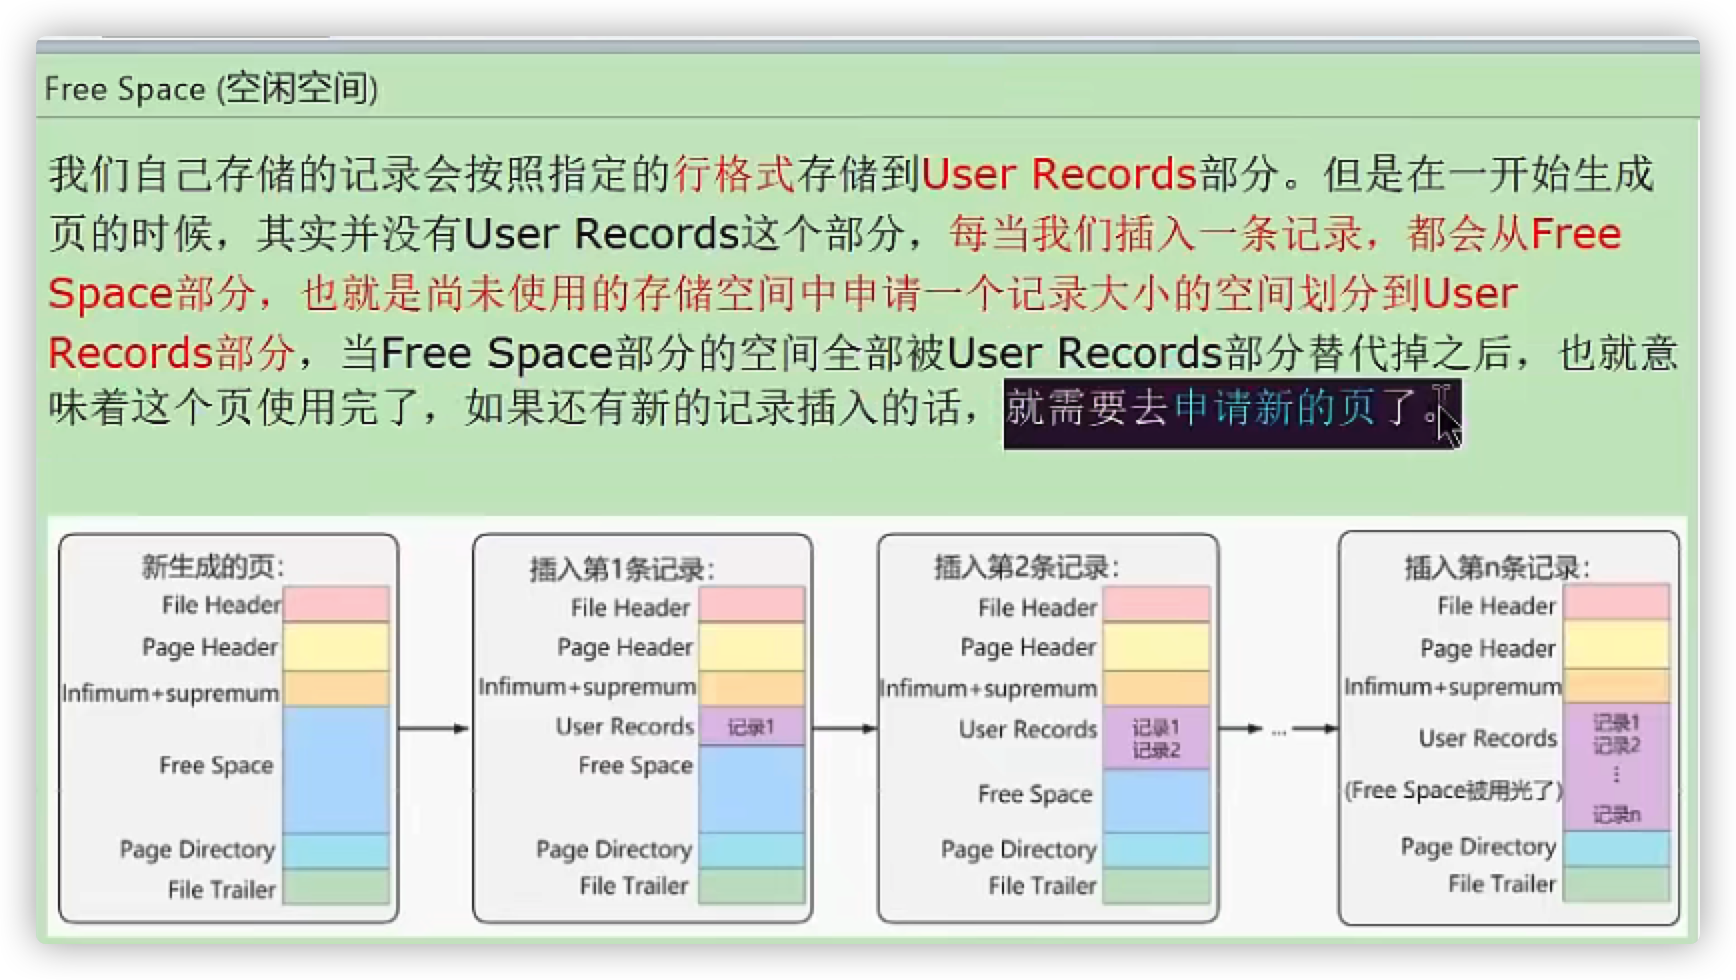 Free Space (空闲空间)
我们自己存储的记录会按照指定的行格式存储到User Records部分。但是在一开始生成
页的时候，其实并没有User Records这个部分，每当我们插入一条记录，都会从Free
Space部分，也就是尚未使用的存储空间中申请一个记录大小的空间划分到User
Records部分，当Free Space部分的空间全部被User Records部分替代掉之后，也就意
味着这个页使用完了，如果还有新的记录插入的话，就需要去申请新的页了。
新生成的页：
File Header
Page Header
Infimum+supremum
Free Space
Page Directory
File Trailer
插入第1条记录：
File Header
Page Header
Infimum+supremum
User Records 记录1
Free Space
Page Directory
File Trailer
插入第2条记录：
File Header
Page Header
Infimum+supremum
User Records 记录1
记录2
Free Space
Page Directory
File Trailer
...
插入第n条记录：
File Header
Page Header
Infimum+supremum
记录1
User Records 记录2
⋮
(Free Space被用光了)
记录n
Page Directory
File Trailer